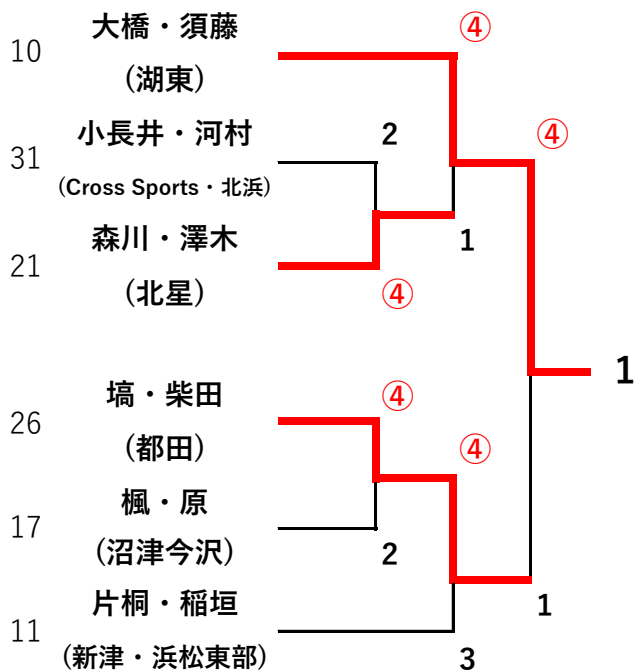 大橋・須藤
10
(湖東)
④
小長井・河村
2
④
31
(Cross Sports・北浜)
森川・澤木
1
21
(北星)
④
1
塙・柴田
④
26
(都田)
④
楓・原
17
(沼津今沢)
2
片桐・稲垣
1
11
(新津・浜松東部)
3